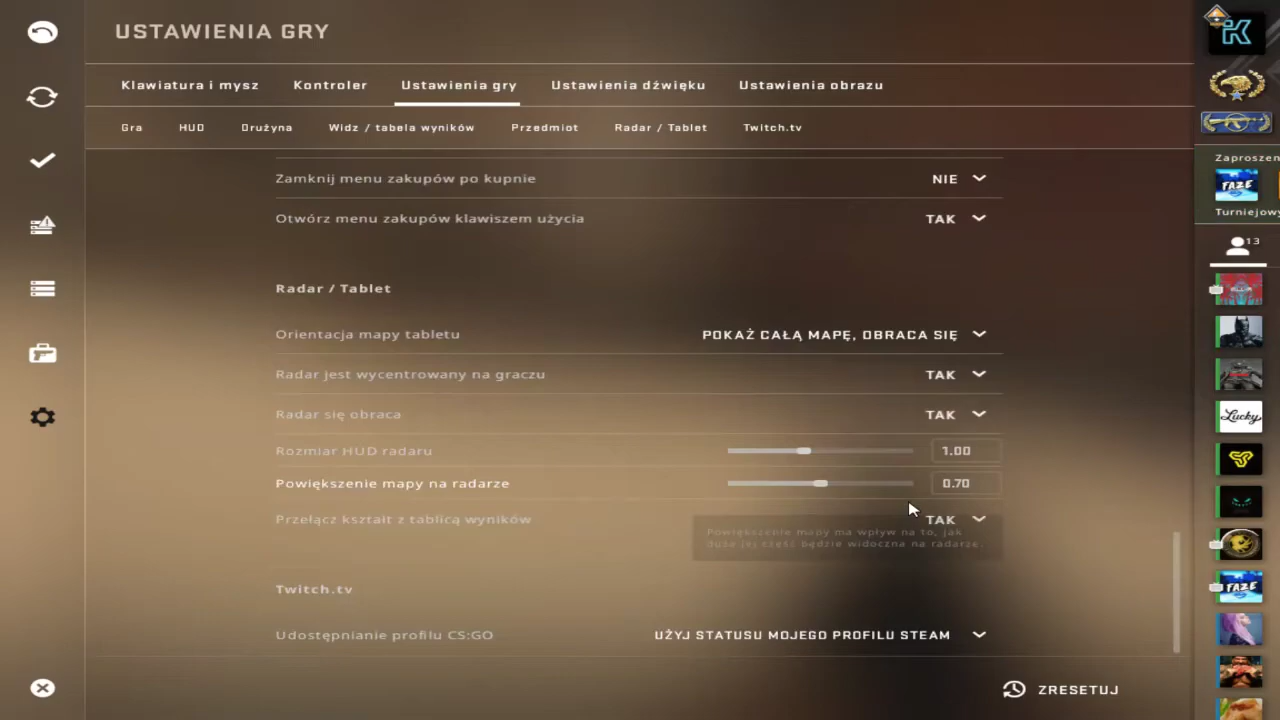 USTAWIENIA GRY
Klawiatura i mysz Kontroler Ustawienia gry Ustawienia dźwięku Ustawienia obrazu
Gra HUD Drużyna Widz / tabela wyników Przedmiot Radar / Tablet Twitch.tv
Zamknij menu zakupów po kupnie NIE
Otwórz menu zakupów klawiszem użycia TAK
Radar / Tablet
Orientacja mapy tabletu POKAŻ CAŁĄ MAPĘ, OBRACA SIĘ
Radar jest wycentrowany na graczu TAK
Radar się obraca TAK
Rozmiar HUD radaru 1.00
Powiększenie mapy na radarze 0.70
Przełącz kształt z tablicą wyników TAK
Powiększenie mapy ma wpływ na to, jak
duża jej część będzie widoczna na radarze.
Twitch.tv
Udostępnianie profilu CS:GO UŻYJ STATUSU MOJEGO PROFILU STEAM
ZRESETUJ
K
Zaproszen
FAZE
Turniejowy
13
Lucky
FAZE